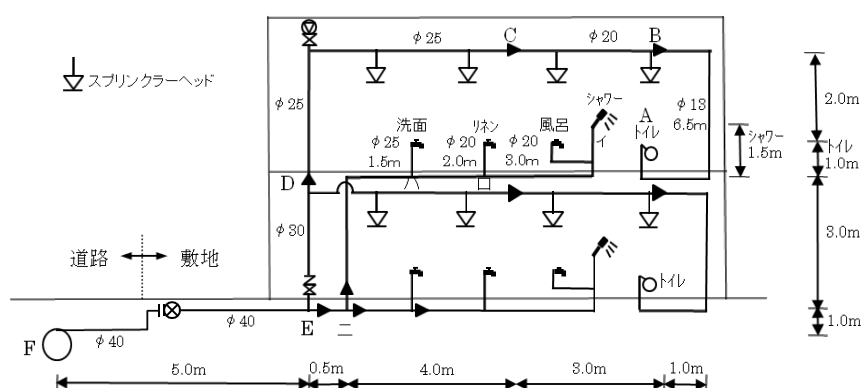 φ25
C
φ20
B
スプリンクラーヘッド
φ25
洗面
リネン
風呂
シャワー
A
トイレ
φ13
6.5m
2.0m
φ25
1.5m
φ20
2.0m
φ20
3.0m
イ
シャワー
1.5m
トイレ
1.0m
D
ハ
ロ
φ30
3.0m
道路
敷地
トイレ
E
ニ
φ40
φ40
F
1.0m
5.0m
0.5m
4.0m
3.0m
1.0m